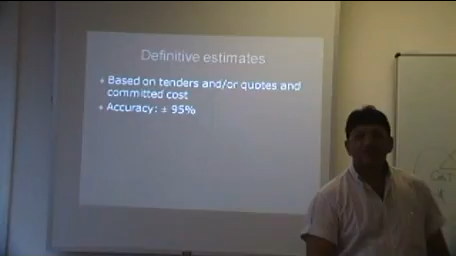 Definitive estimates
• Based on tenders and/or quotes and
committed cost
• Accuracy: ± 95%